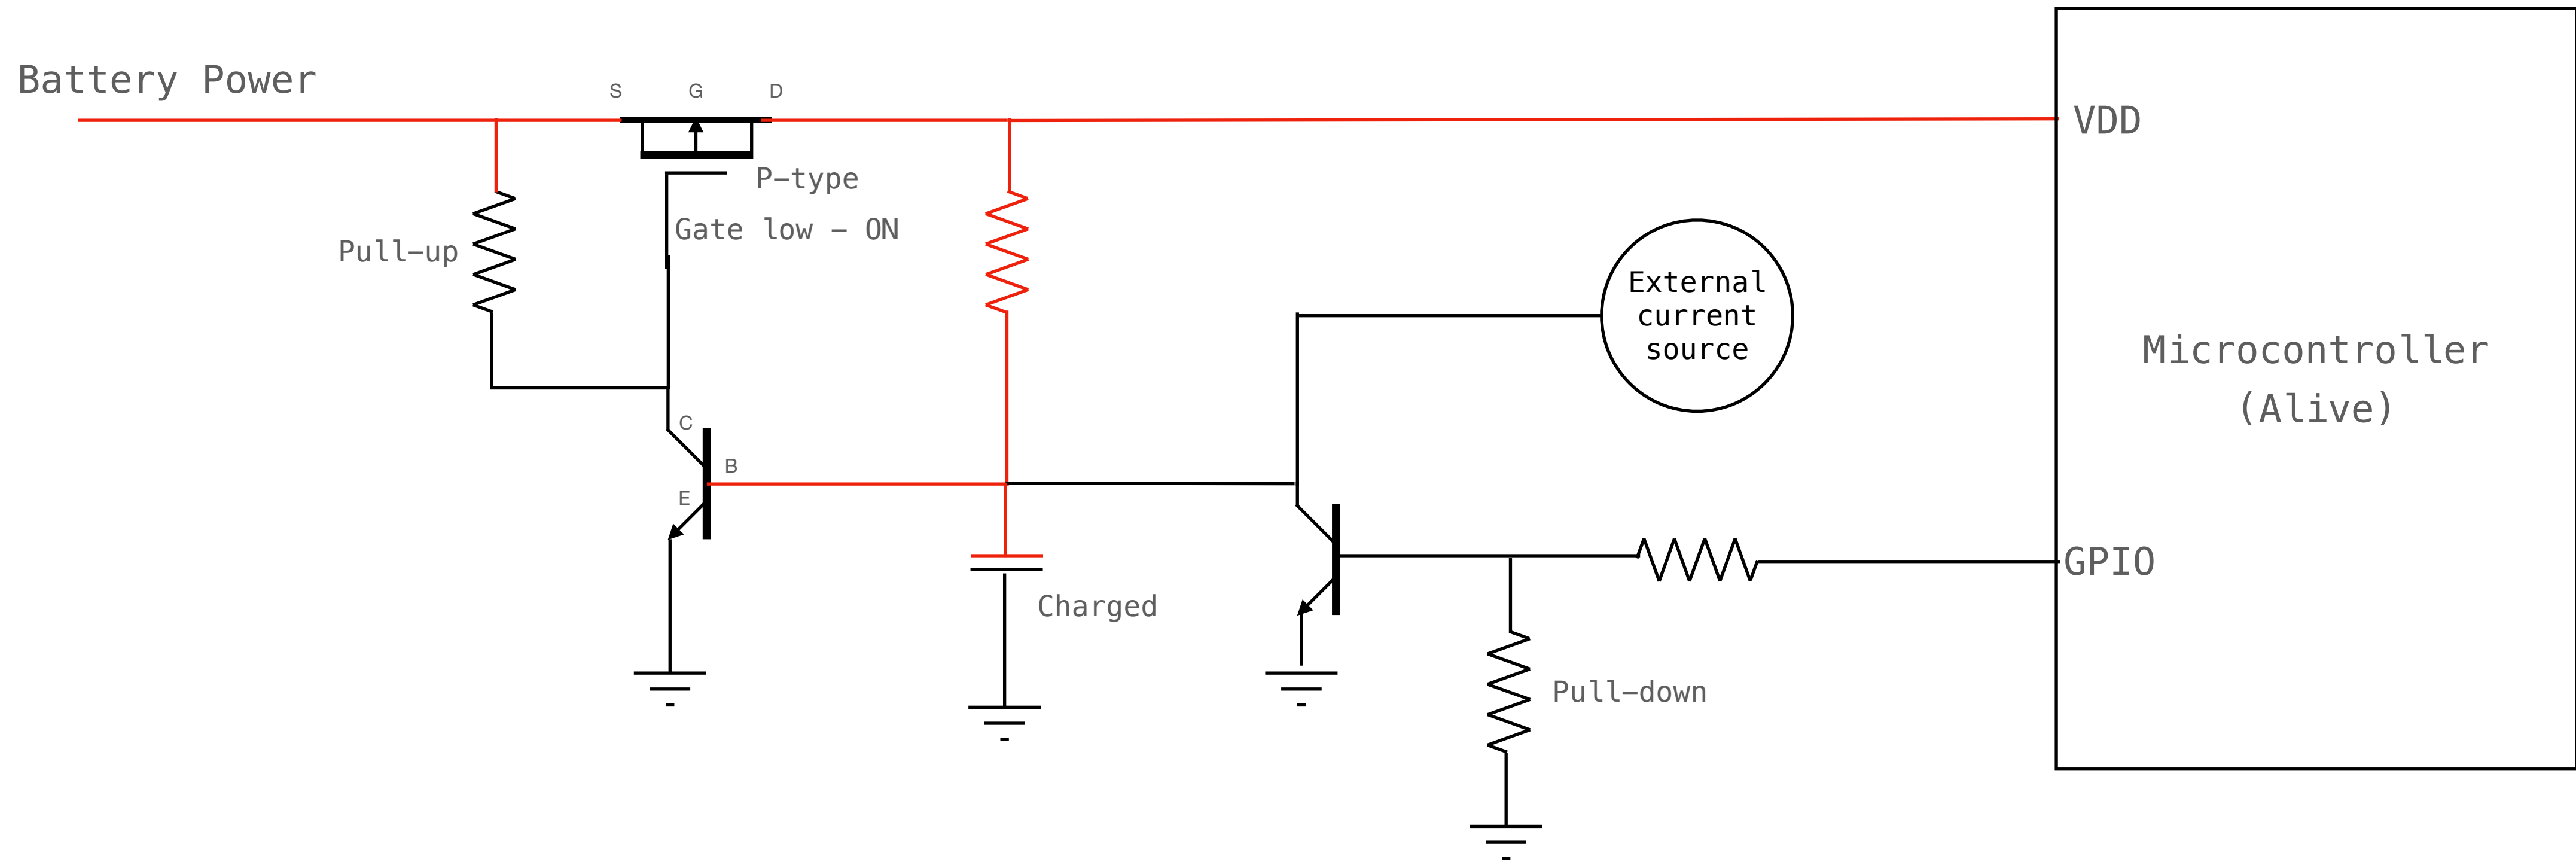 Battery Power
S
G
D
VDD
P-type
Gate low - ON
Pull-up
External
current
source
Microcontroller
(Alive)
C
B
E
GPIO
Charged
Pull-down